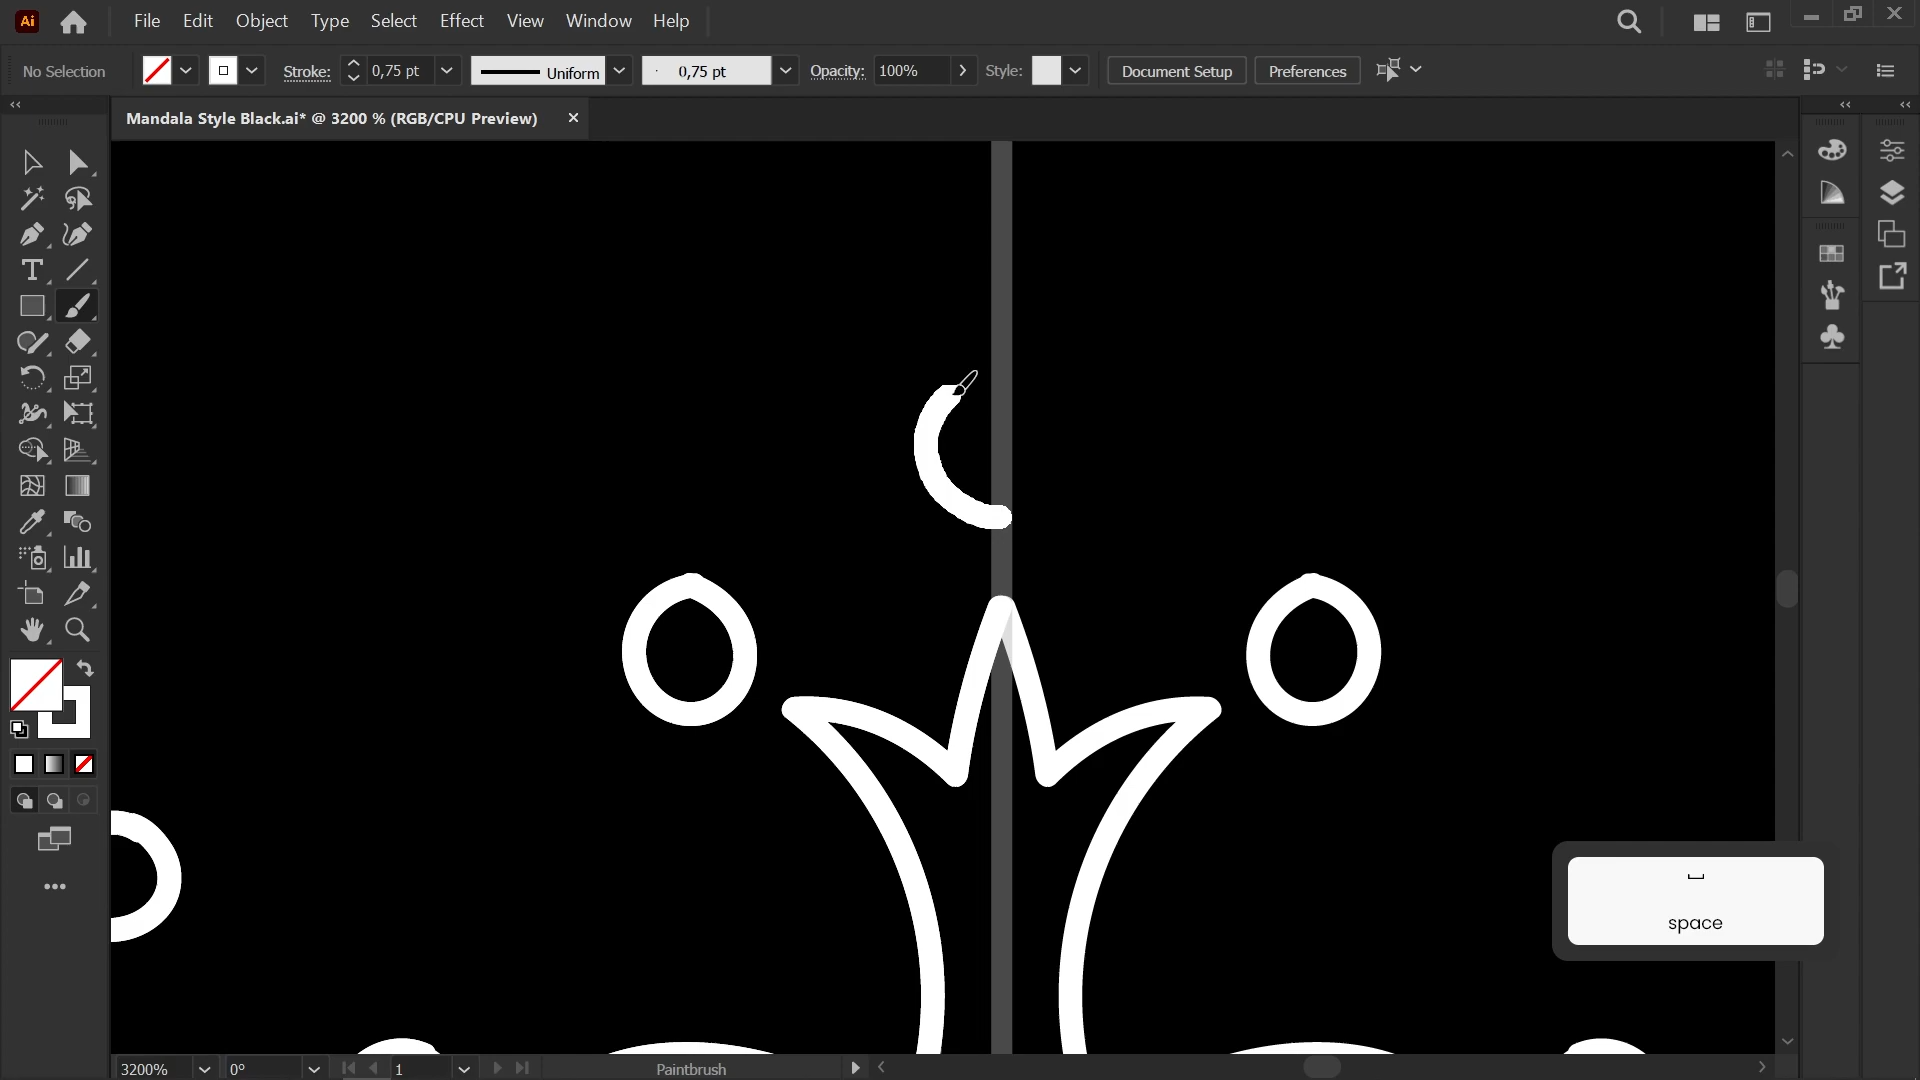 Ai File Edit Object Type Select Effect View Window Help
No Selection Stroke: 0,75 pt Uniform 0,75 pt Opacity: 100% Style: Document Setup Preferences
Mandala Style Black.ai* @ 3200 % (RGB/CPU Preview)
space
3200% 0° 1 Paintbrush